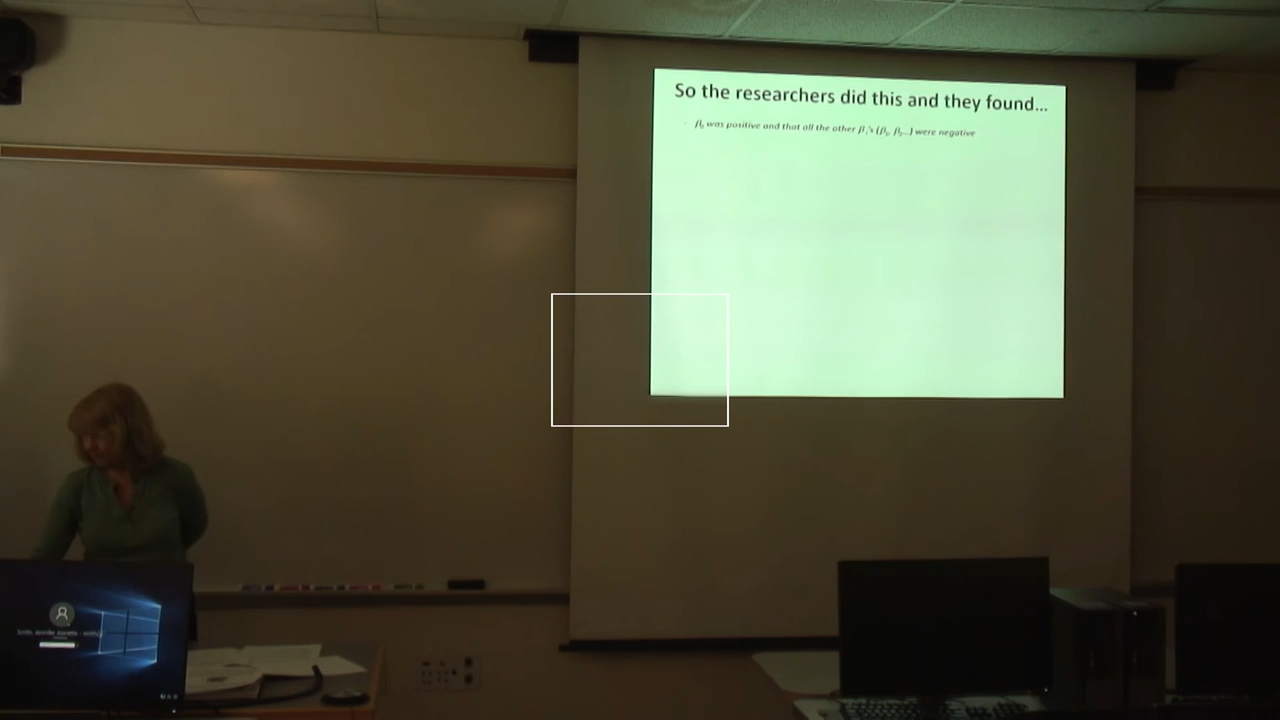 So the researchers did this and they found...
β₀ was positive and that all the other βᵢ's (β₁, β₂...) were negative